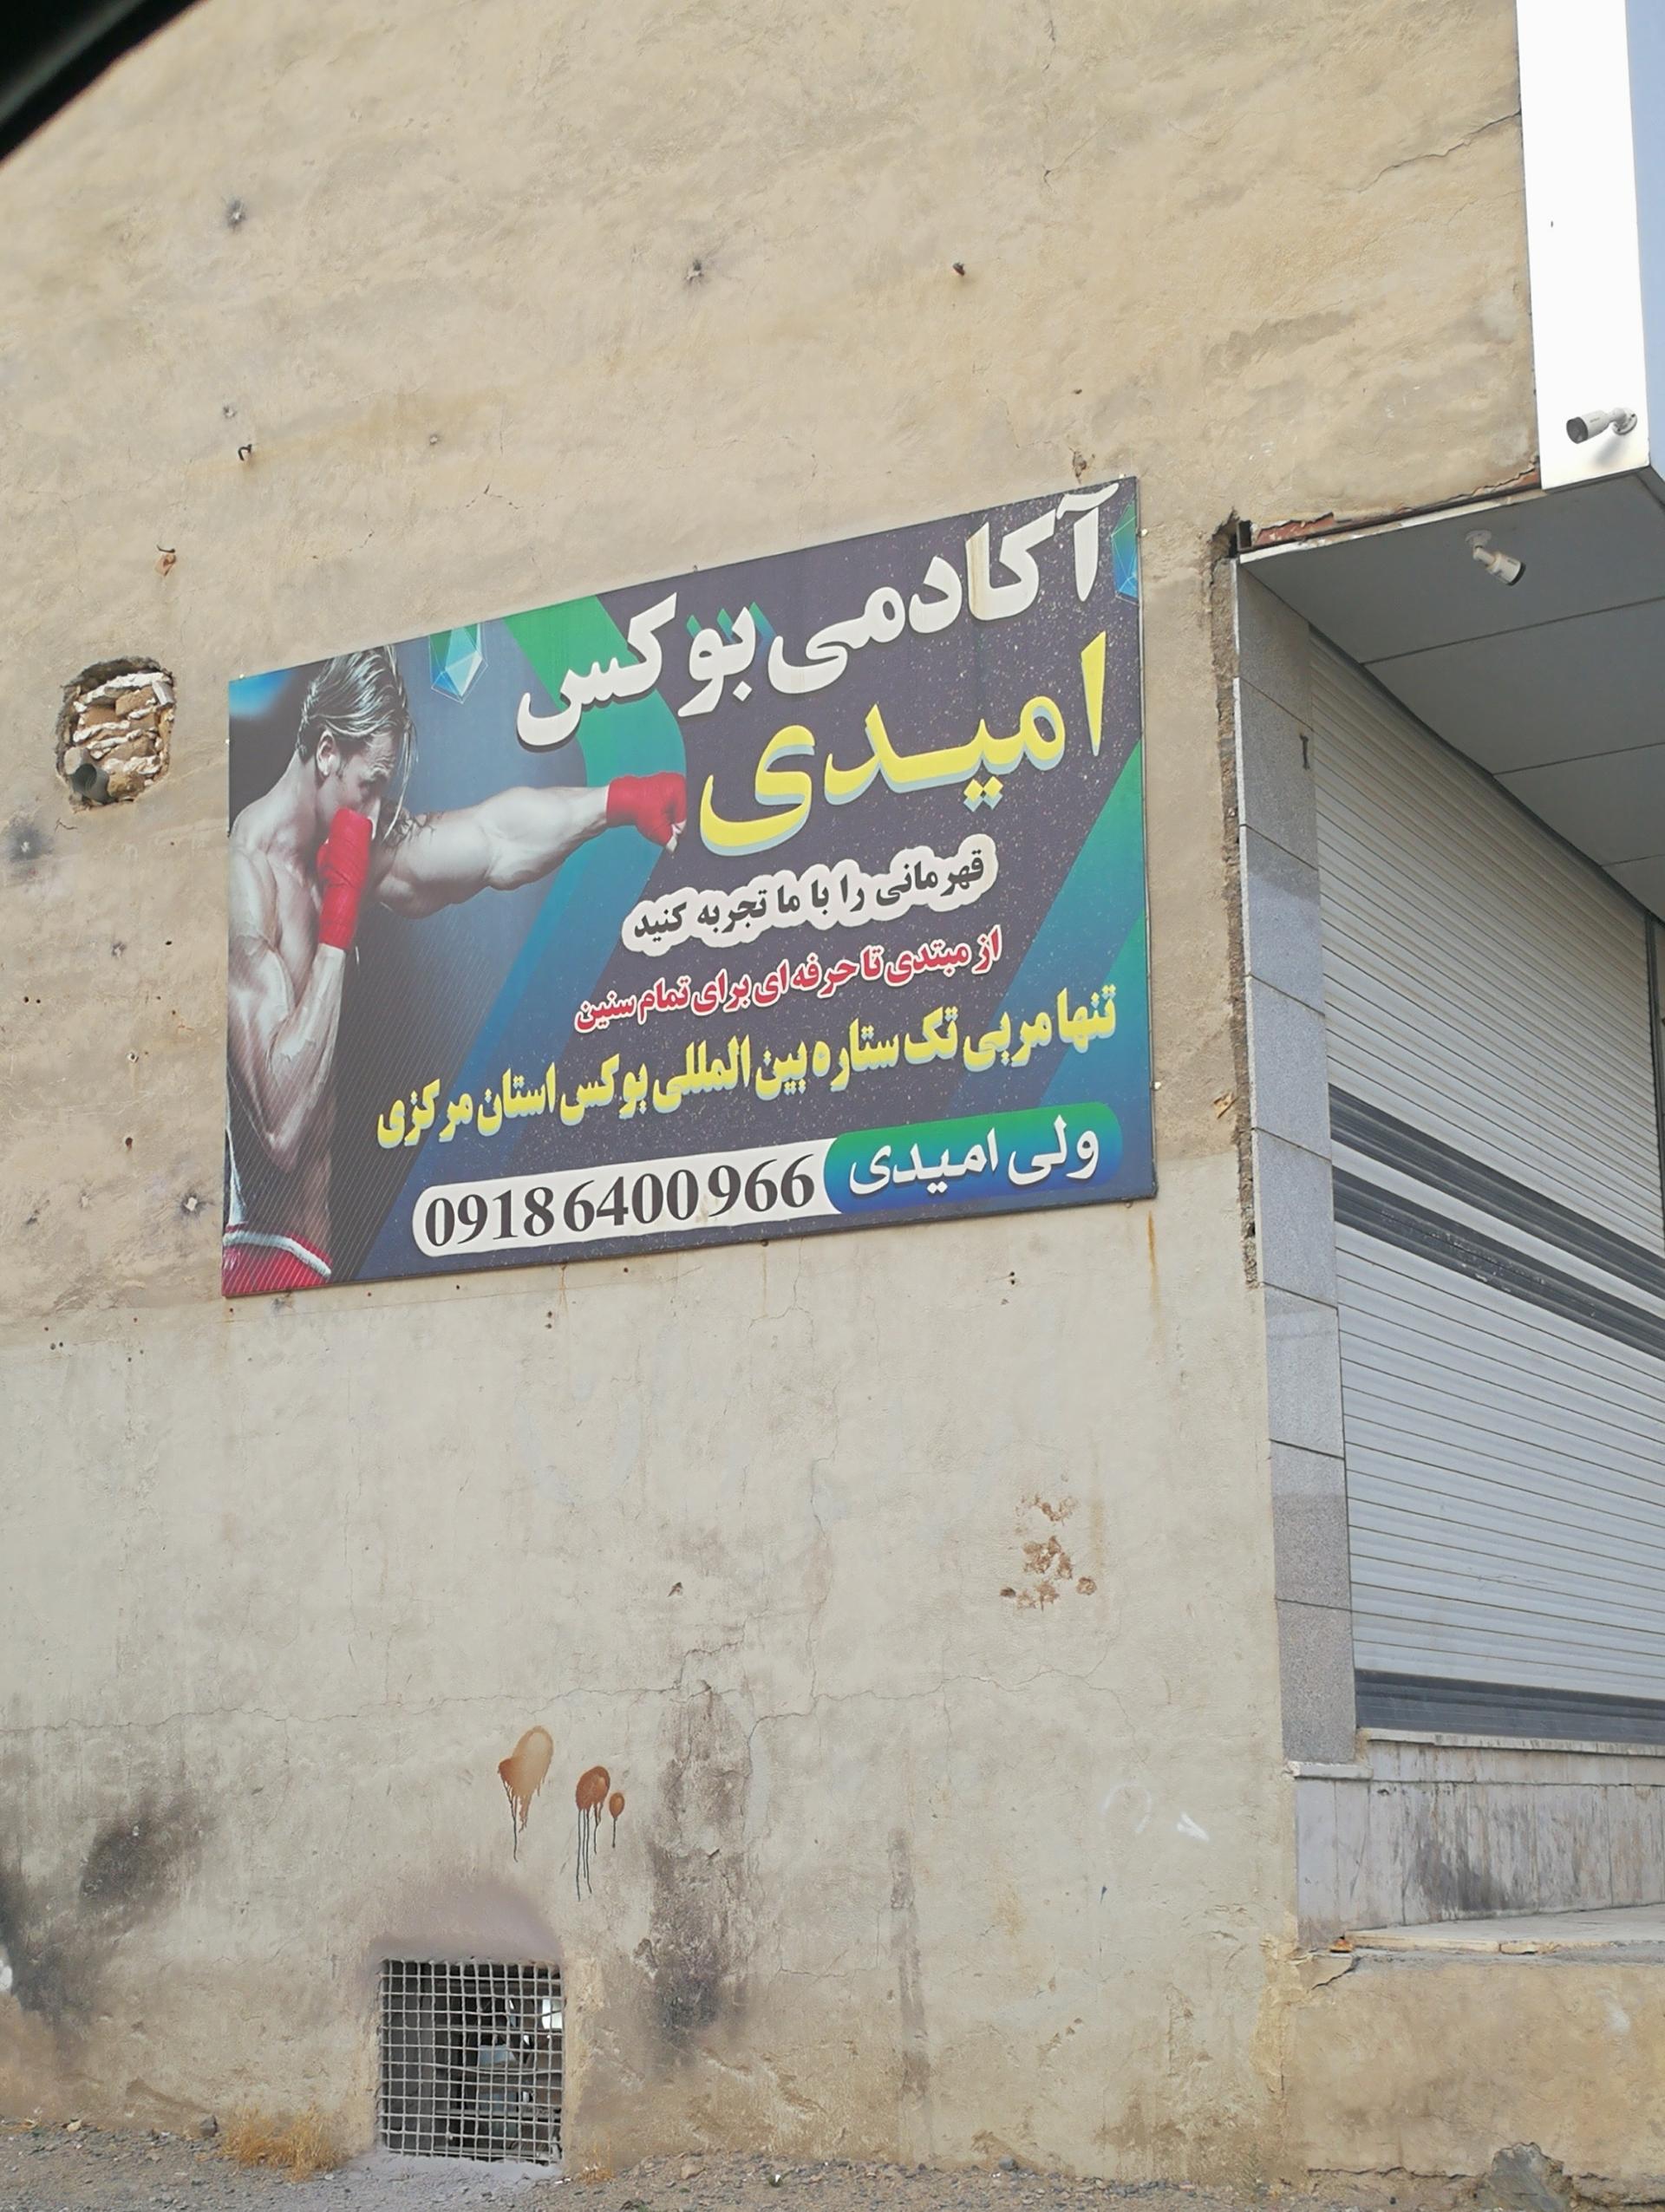 آکادمی بوکس
امیدی
قهرمانی را با ما تجربه کنید
از مبتدی تا حرفه ای برای تمام سنین
تنها مربی تک ستاره بین المللی بوکس استان مرکزی
ولی امیدی
09186400966